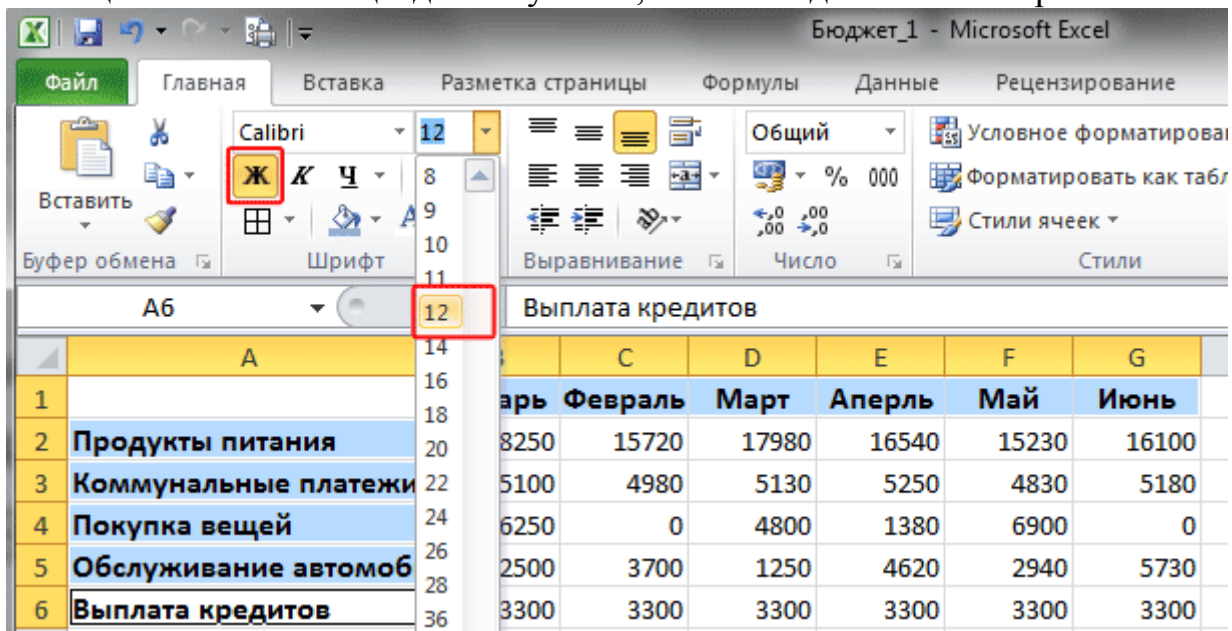 Бюджет_1 - Microsoft Excel
Файл Главная Вставка Разметка страницы Формулы Данные Рецензирование
Calibri 12 Общий Условное
Ж К Ч % 000 Форматировать как
Вставить Стили ячеек
Буфер обмена Шрифт Выравнивание Число Стили
8
9
10
11
12
14
16
18
20
22
24
26
28
36
A6 Выплата кредитов
A C D E F G
1 Февраль Март Аперль Май Июнь
2 Продукты питания 8250 15720 17980 16540 15230 16100
3 Коммунальные платежи 5100 4980 5130 5250 4830 5180
4 Покупка вещей 6250 0 4800 1380 6900 0
5 Обслуживание автомоб 2500 3700 1250 4620 2940 5730
6 Выплата кредитов 3300 3300 3300 3300 3300 3300